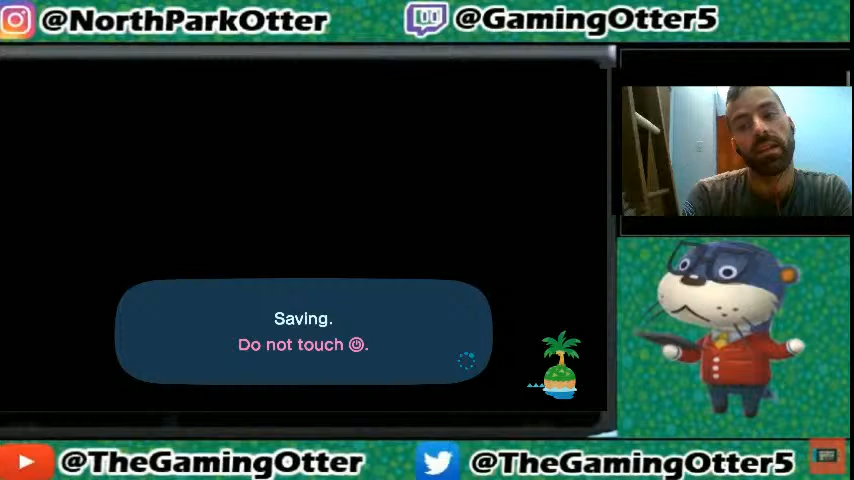 @NorthParkOtter
@GamingOtter5
Saving.
Do not touch ⏻.
@TheGamingOtter
@TheGamingOtter5